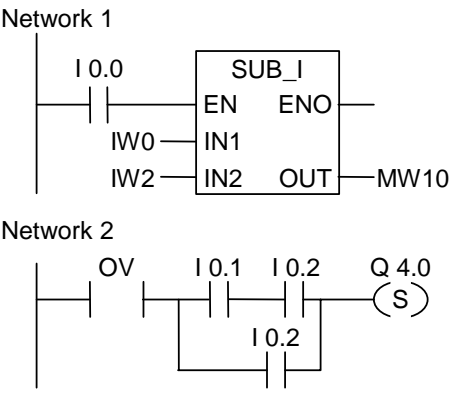 Network 1
I 0.0
SUB_I
EN ENO
IW0 IN1
IW2 IN2 OUT MW10
Network 2
OV I 0.1 I 0.2 Q 4.0
S
I 0.2